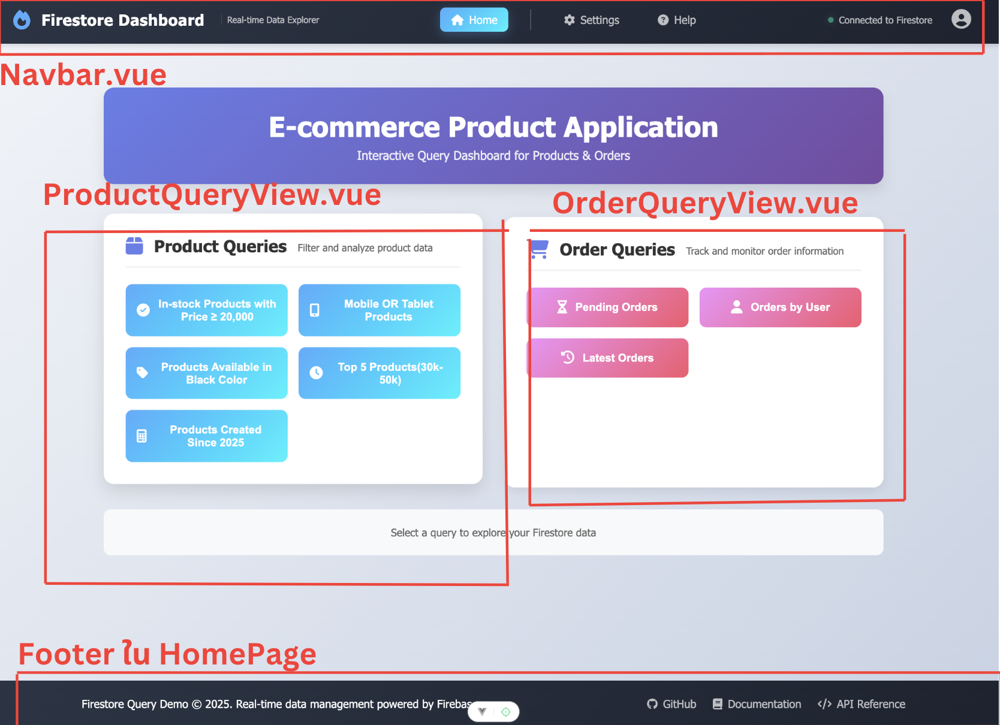 Firestore Dashboard
Real-time Data Explorer
Home
Settings
Help
Connected to Firestore
Navbar.vue
E-commerce Product Application
Interactive Query Dashboard for Products & Orders
ProductQueryView.vue
OrderQueryView.vue
Product Queries
Filter and analyze product data
In-stock Products with
Price ≥ 20,000
Mobile OR Tablet
Products
Products Available in
Black Color
Top 5 Products(30k-
50k)
Products Created
Since 2025
Order Queries
Track and monitor order information
Pending Orders
Orders by User
Latest Orders
Select a query to explore your Firestore data
Footer ใน HomePage
Firestore Query Demo © 2025. Real-time data management powered by Firebas
GitHub
Documentation
API Reference